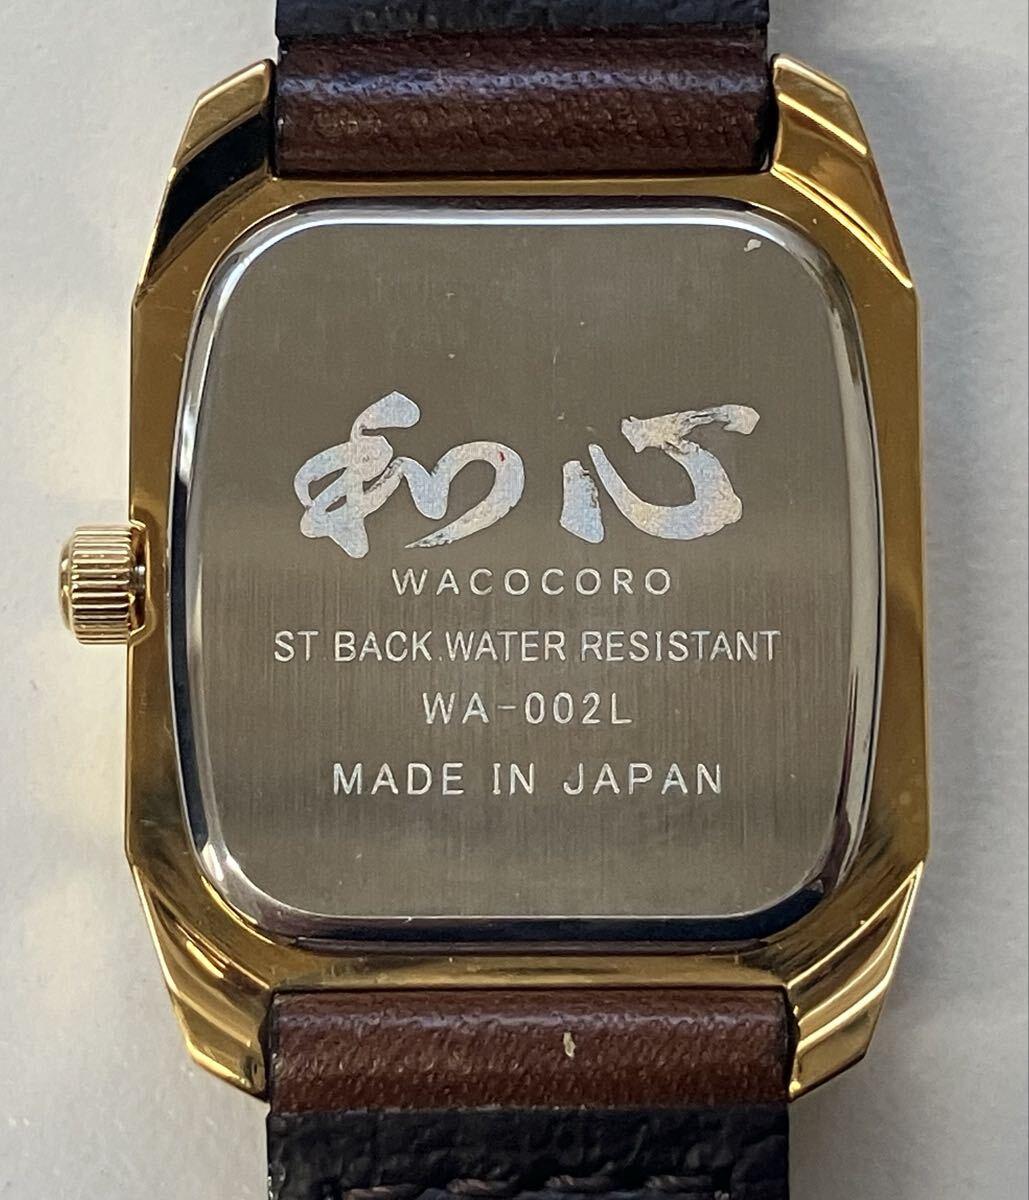 和心
WACOCORO
ST.BACK.WATER RESISTANT
WA-002L
MADE IN JAPAN